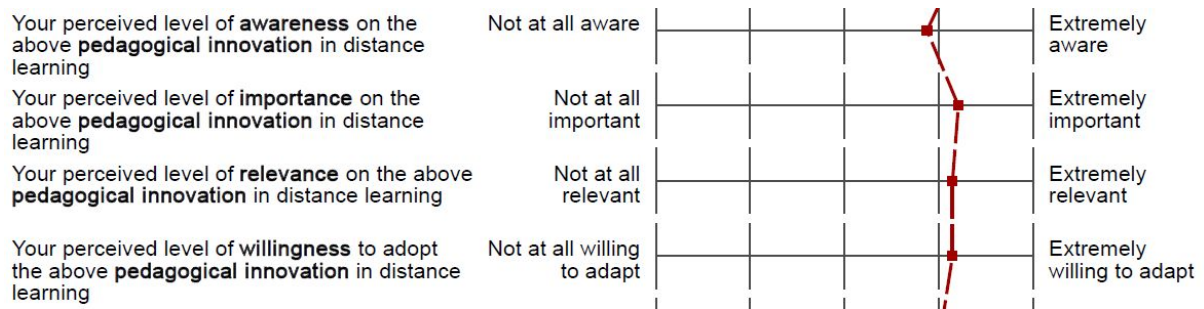 Your perceived level of awareness on the
above pedagogical innovation in distance
learning
Not at all aware
Extremely
aware
Your perceived level of importance on the
above pedagogical innovation in distance
learning
Not at all
important
Extremely
important
Your perceived level of relevance on the above
pedagogical innovation in distance learning
Not at all
relevant
Extremely
relevant
Your perceived level of willingness to adopt
the above pedagogical innovation in distance
learning
Not at all willing
to adapt
Extremely
willing to adapt